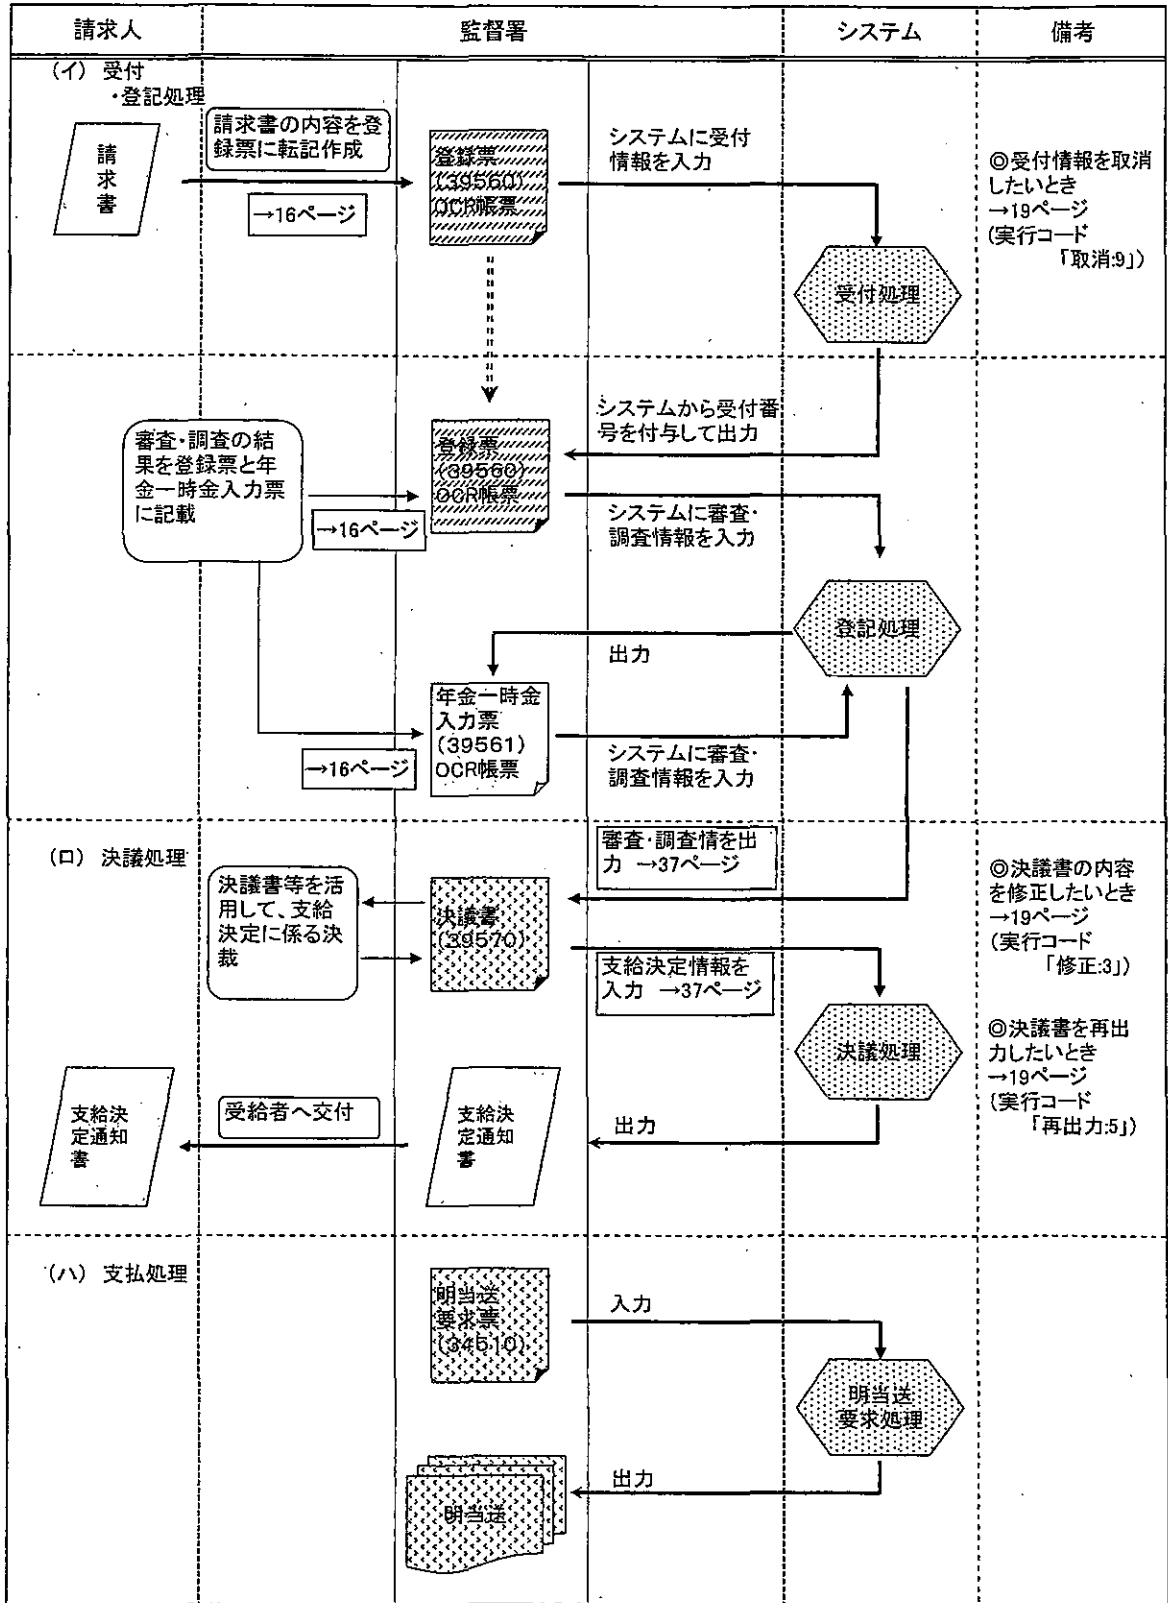 請求人
監督署
システム
備考
(イ) 受付
・登記処理
請求書
請求書の内容を登
録票に転記作成
→16ページ
登録票
(39560)
OCR帳票
システムに受付
情報を入力
受付処理
◎受付情報を取消
したいとき
→19ページ
(実行コード
「取消:9」)
システムから受付番
号を付与して出力
審査・調査の結
果を登録票と年
金一時金入力票
に記載
→16ページ
登録票
(39560)
OCR帳票
システムに審査・
調査情報を入力
登記処理
出力
年金一時金
入力票
(39561)
OCR帳票
→16ページ
システムに審査・
調査情報を入力
(ロ) 決議処理
審査・調査情を出
力 →37ページ
決議書等を活
用して、支給
決定に係る決
裁
決議書
(39570)
支給決定情報を
入力 →37ページ
決議処理
◎決議書の内容
を修正したいとき
→19ページ
(実行コード
「修正:3」)
◎決議書を再出
力したいとき
→19ページ
(実行コード
「再出力:5」)
支給決
定通知
書
受給者へ交付
支給決
定通知
書
出力
(ハ) 支払処理
明当送
要求票
(34510)
入力
明当送
要求処理
出力
明当送